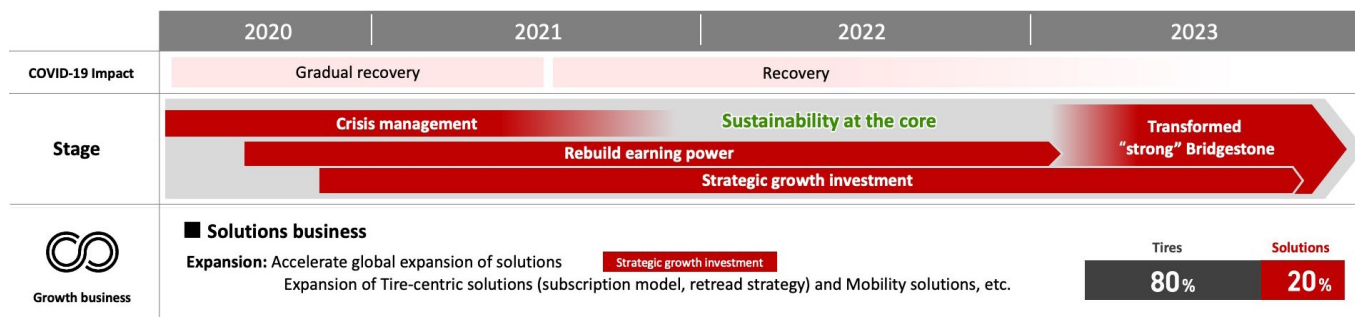 2020 2021 2022 2023
COVID-19 Impact Gradual recovery Recovery
Stage
Crisis management
Sustainability at the core
Rebuild earning power
Strategic growth investment
Transformed
“strong” Bridgestone
Growth business
■ Solutions business
Expansion: Accelerate global expansion of solutions Strategic growth investment
Expansion of Tire-centric solutions (subscription model, retread strategy) and Mobility solutions, etc.
Tires Solutions
80% 20%